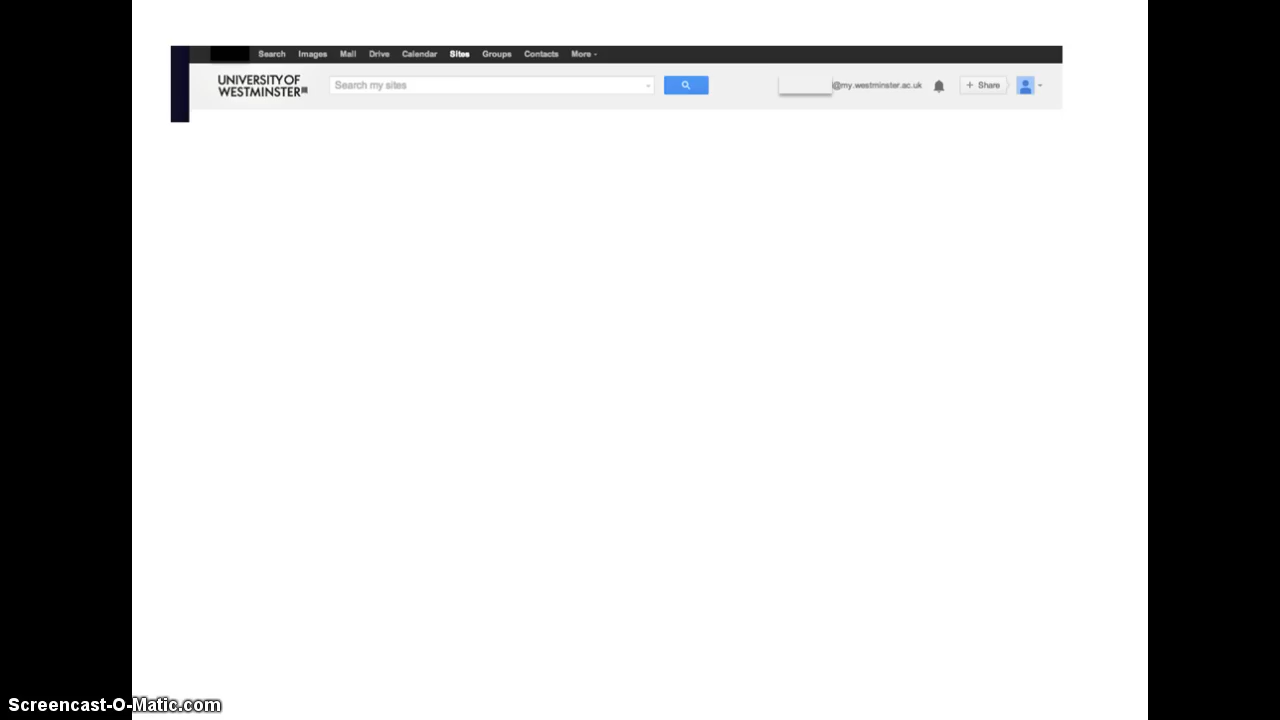 Search Images Mail Drive Calendar Sites Groups Contacts More
UNIVERSITY OF
WESTMINSTER
Search my sites
@my.westminster.ac.uk
+ Share
Screencast-O-Matic.com